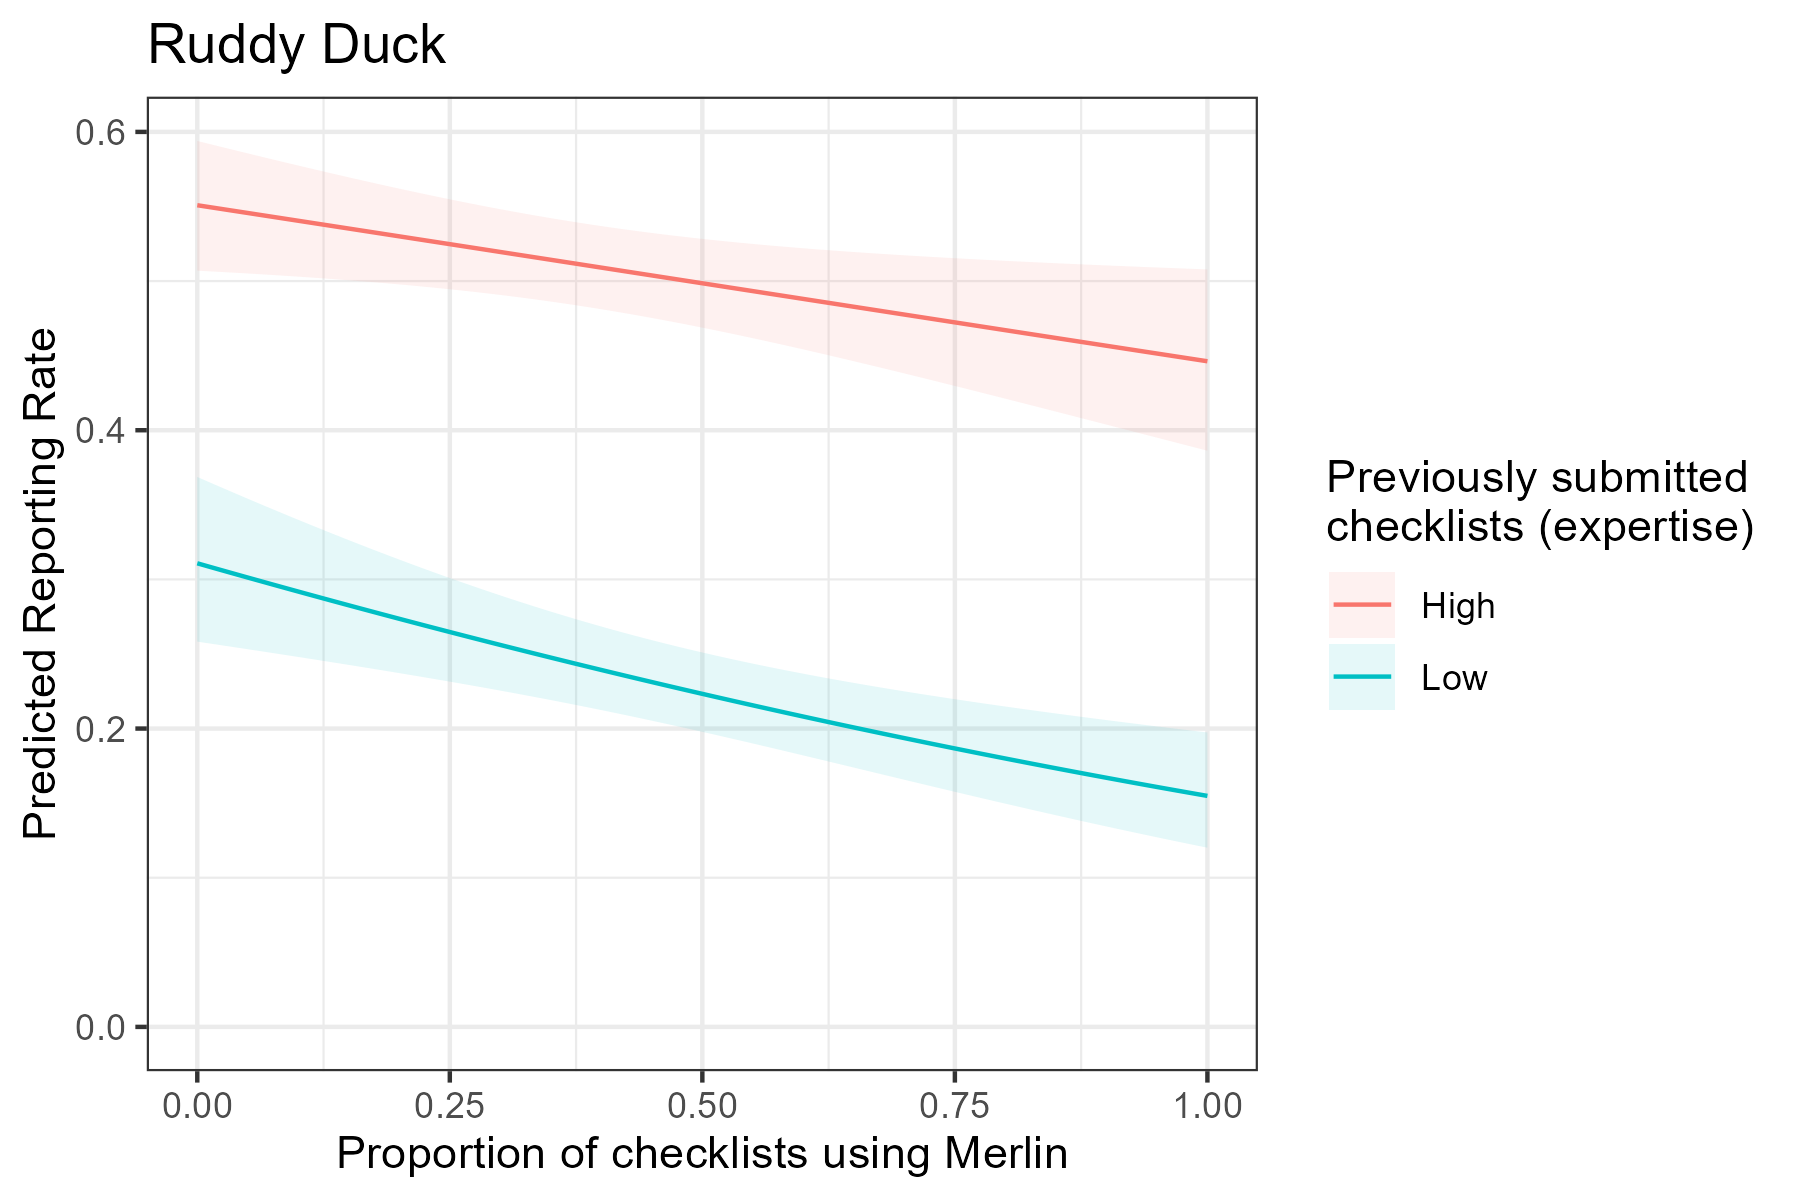 Ruddy Duck
Predicted Reporting Rate
0.6
0.4
0.2
0.0
0.00 0.25 0.50 0.75 1.00
Proportion of checklists using Merlin
Previously submitted
checklists (expertise)
High
Low